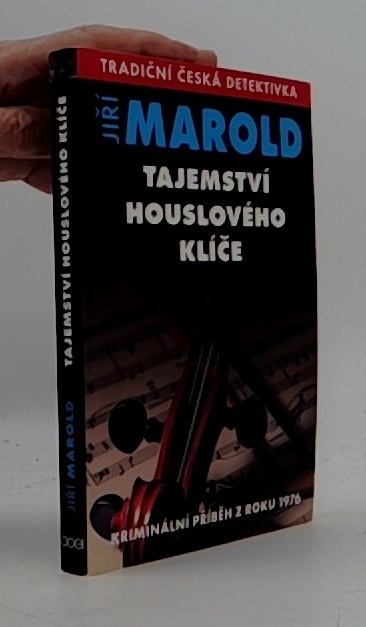 TRADIČNÍ ČESKÁ DETEKTIVKA
JIŘÍ
MAROLD
TAJEMSTVÍ
HOUSLOVÉHO
KLÍČE
KRIMINÁLNÍ PŘÍBĚH Z ROKU 1976
JIŘÍ MAROLD TAJEMSTVÍ HOUSLOVÉHO KLÍČE